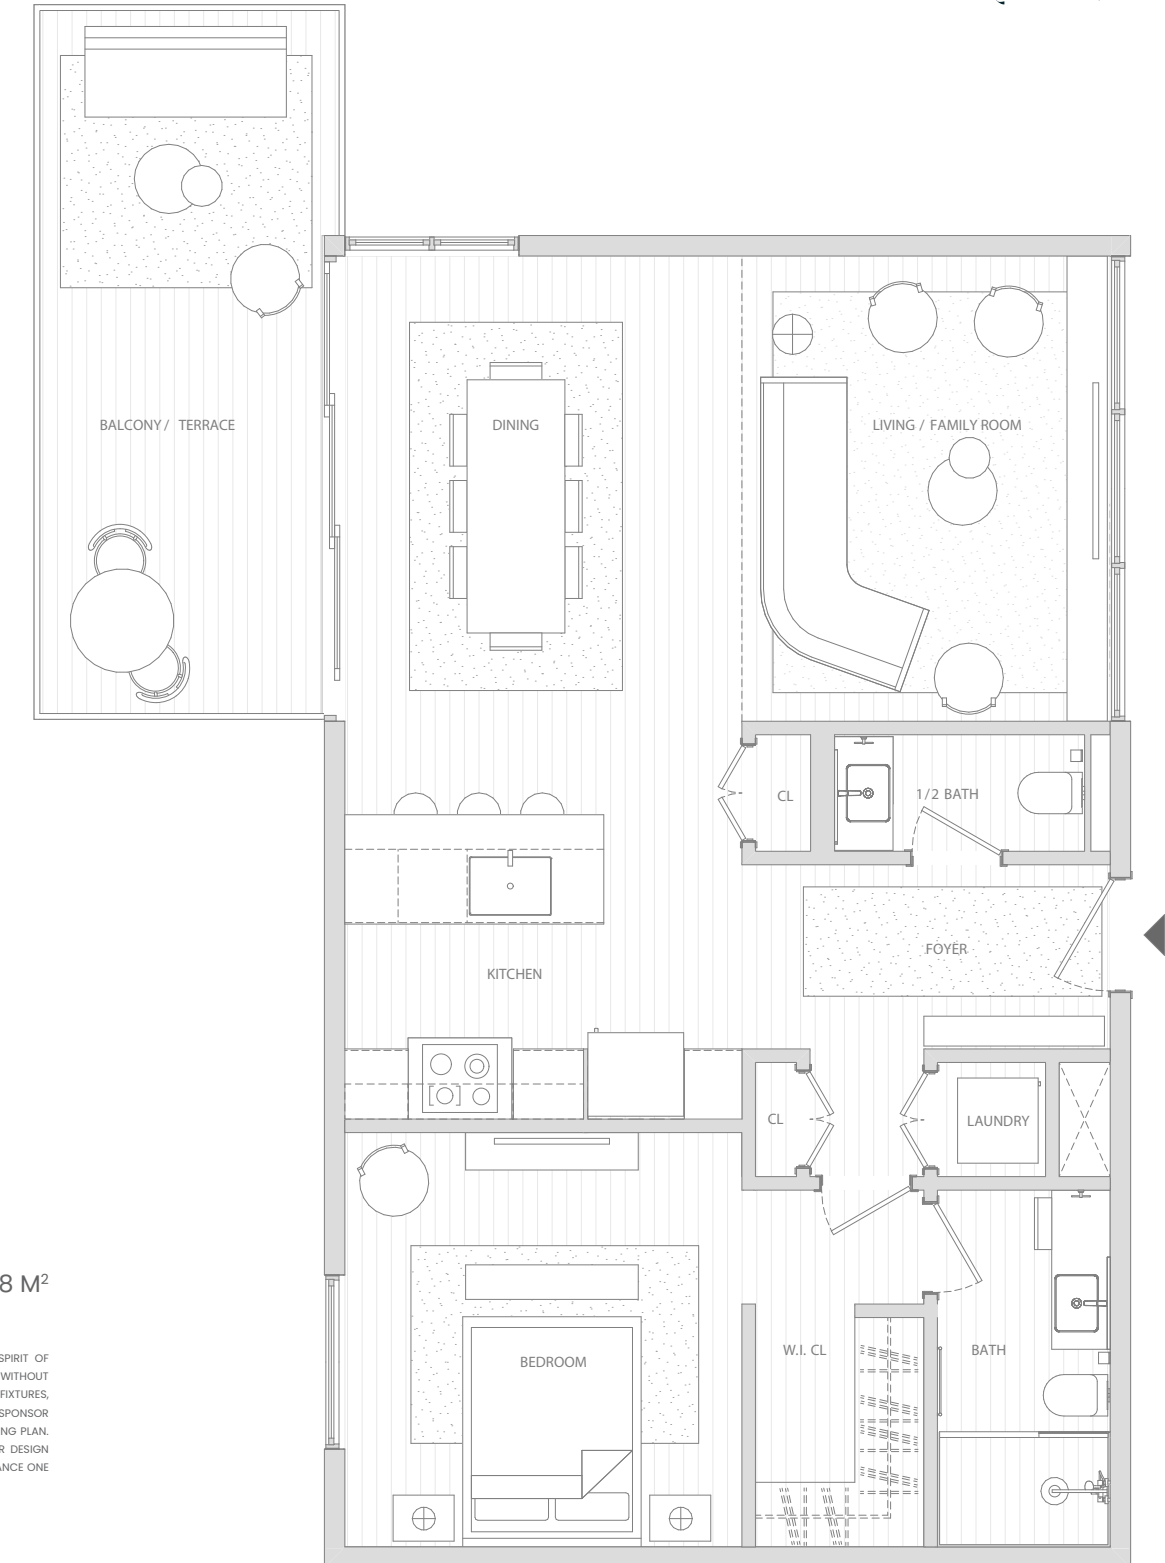 BALCONY / TERRACE
DINING
LIVING / FAMILY ROOM
CL
1/2 BATH
FOYER
KITCHEN
CL
LAUNDRY
8 M²
SPIRIT OF
WITHOUT
FIXTURES,
SPONSOR
NG PLAN.
R DESIGN
ANCE ONE
BEDROOM
W.I. CL
BATH